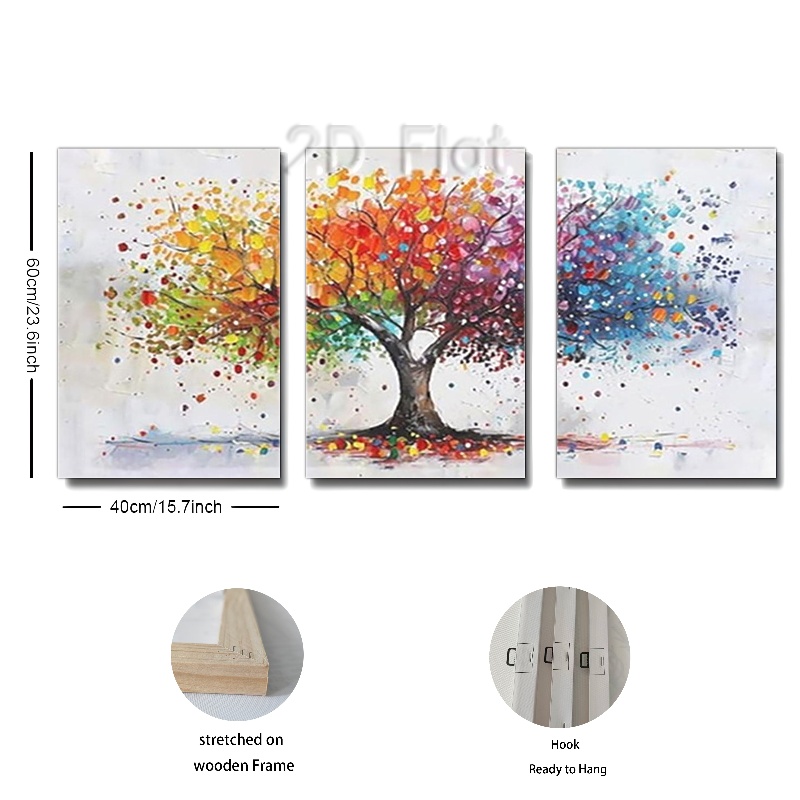 2D Flat
60cm/23.6inch
40cm/15.7inch
stretched on
wooden Frame
Hook
Ready to Hang